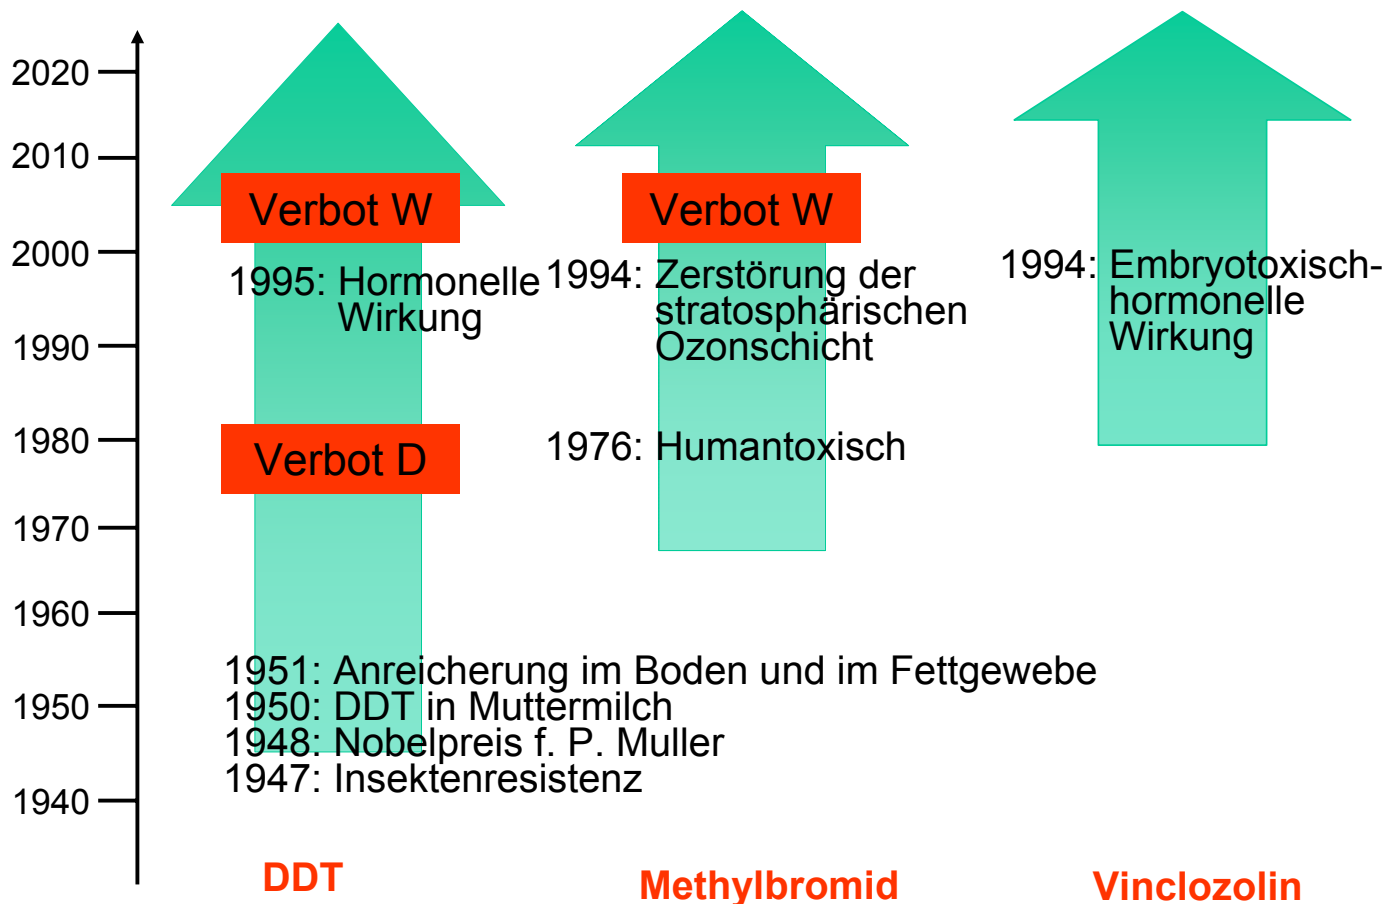 2020
2010
2000
1990
1980
1970
1960
1950
1940
Verbot W
1995: Hormonelle
Wirkung
Verbot D
1951: Anreicherung im Boden und im Fettgewebe
1950: DDT in Muttermilch
1948: Nobelpreis f. P. Muller
1947: Insektenresistenz
DDT
Verbot W
1994: Zerstörung der
stratosphärischen
Ozonschicht
1976: Humantoxisch
Methylbromid
1994: Embryotoxisch-
hormonelle
Wirkung
Vinclozolin